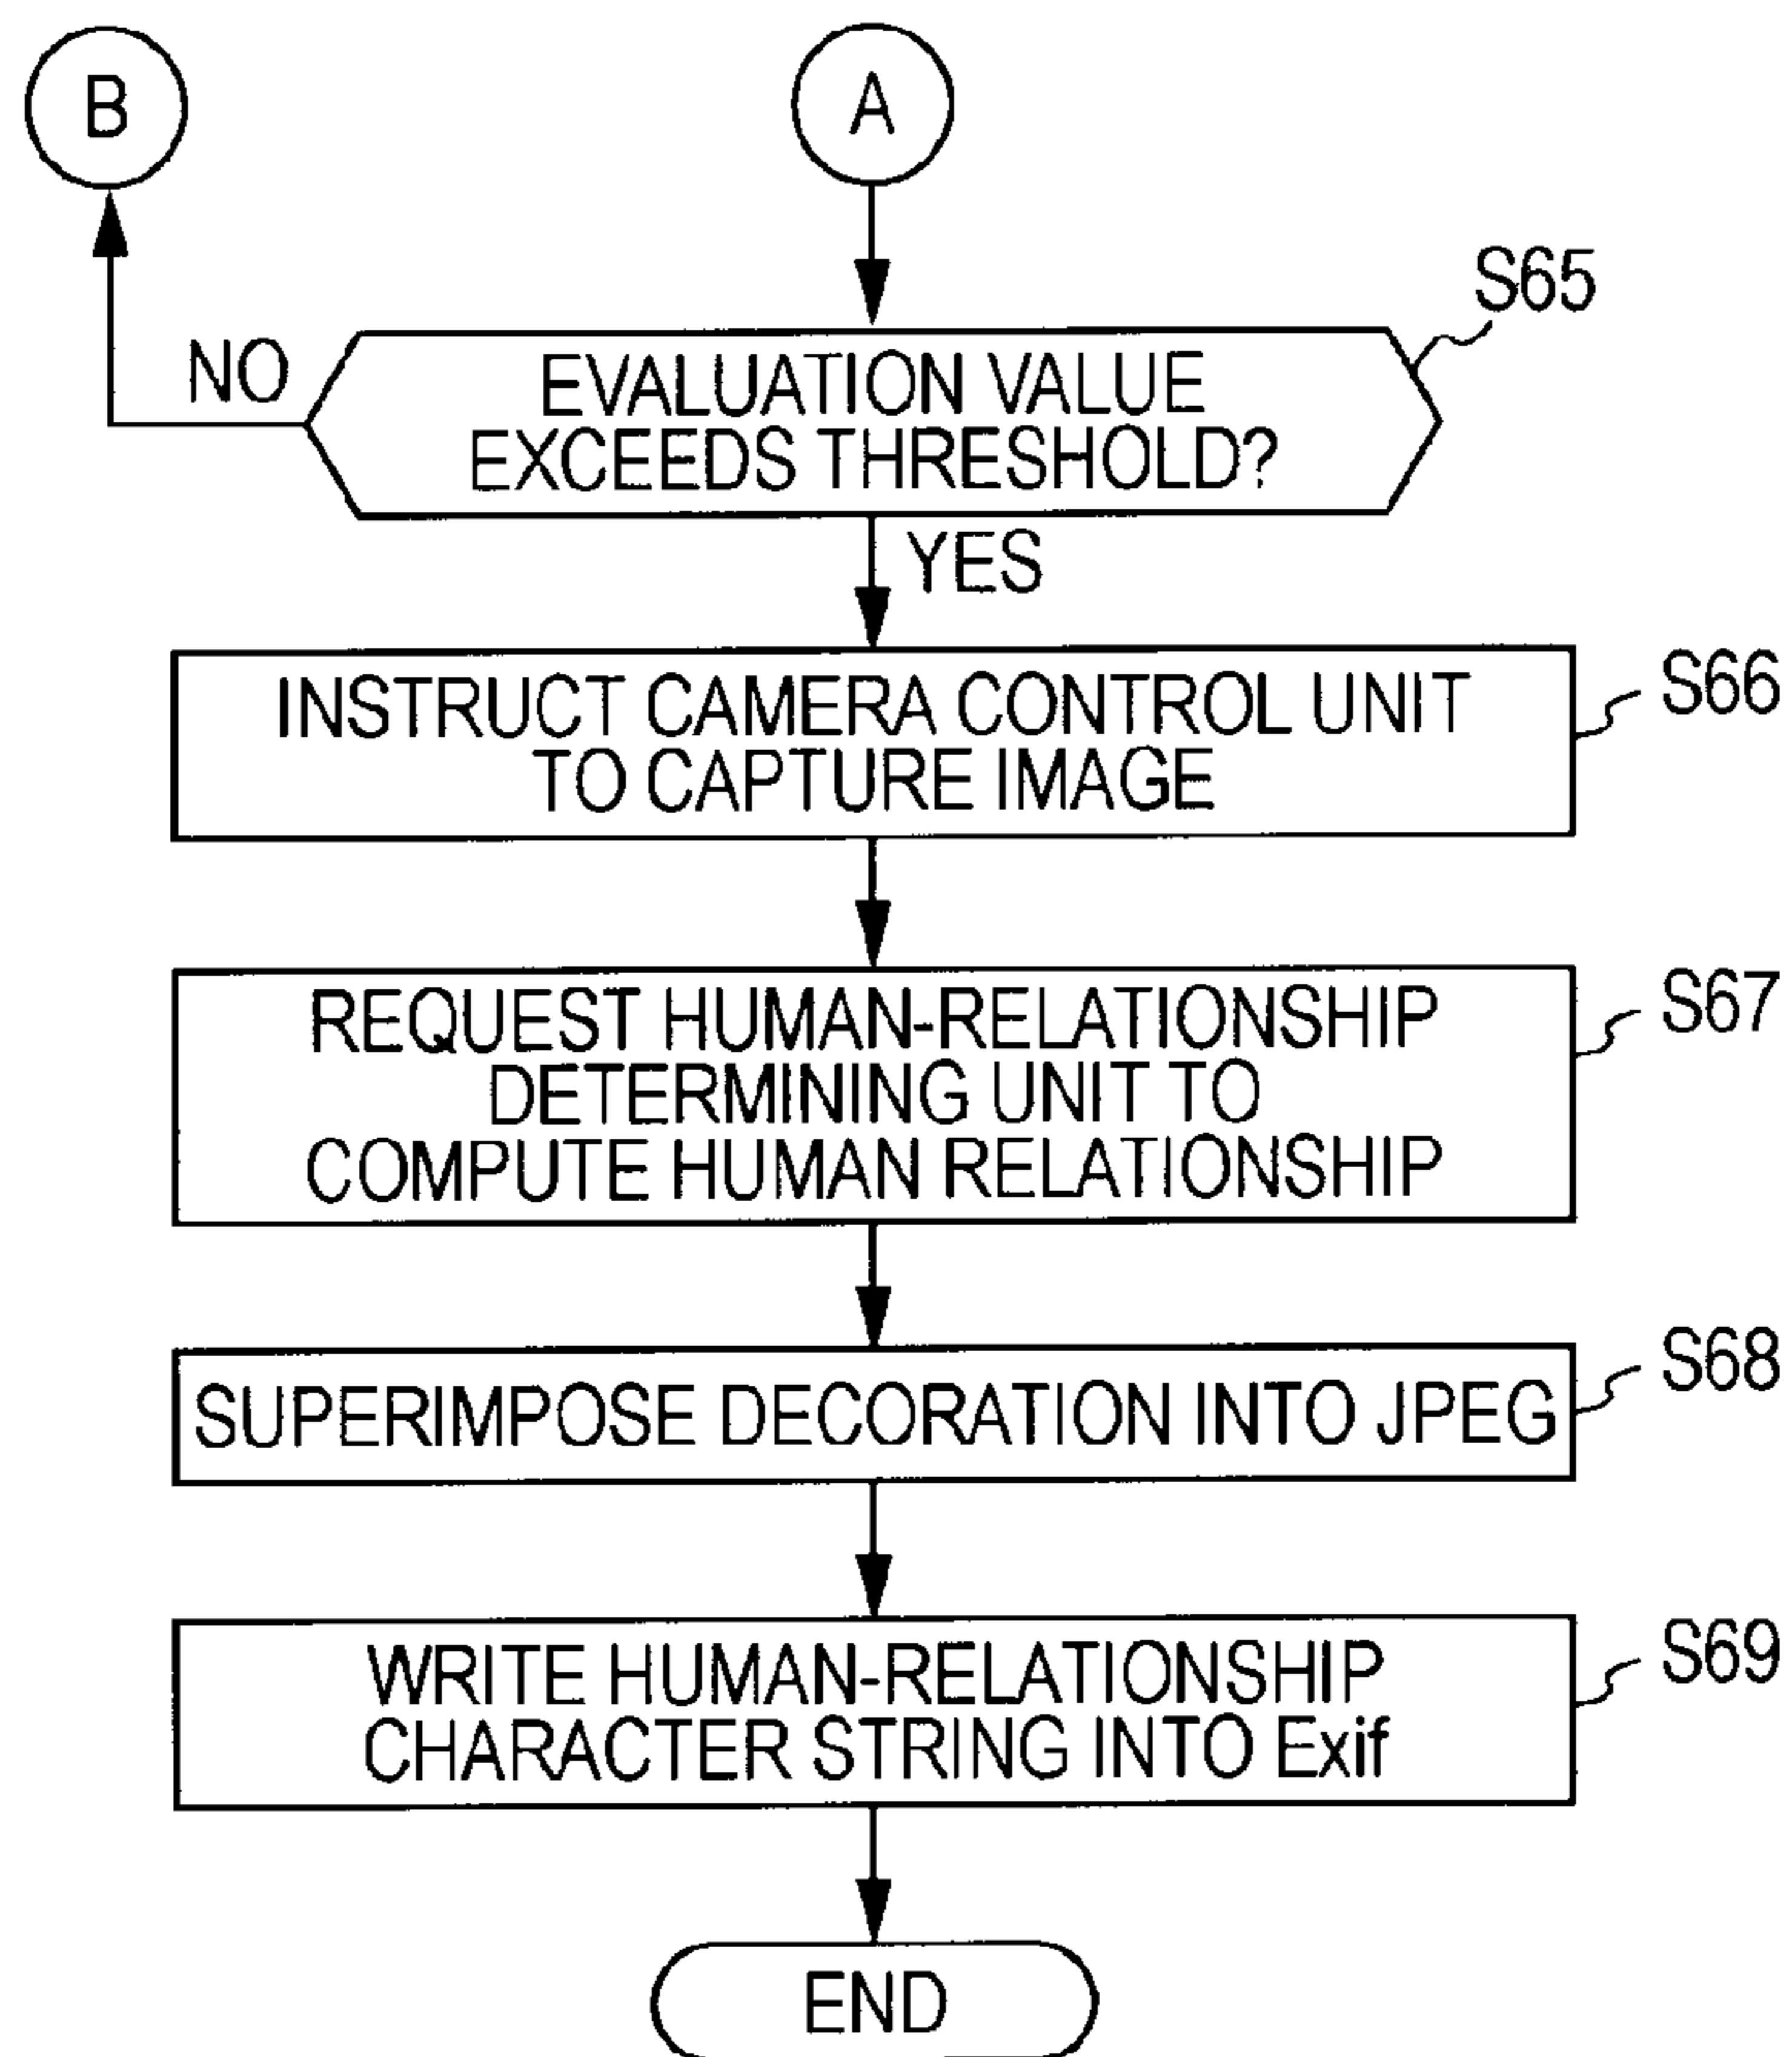 B
A
S65
NO
EVALUATION VALUE
EXCEEDS THRESHOLD?
YES
S66
INSTRUCT CAMERA CONTROL UNIT
TO CAPTURE IMAGE
S67
REQUEST HUMAN-RELATIONSHIP
DETERMINING UNIT TO
COMPUTE HUMAN RELATIONSHIP
S68
SUPERIMPOSE DECORATION INTO JPEG
S69
WRITE HUMAN-RELATIONSHIP
CHARACTER STRING INTO Exif
END